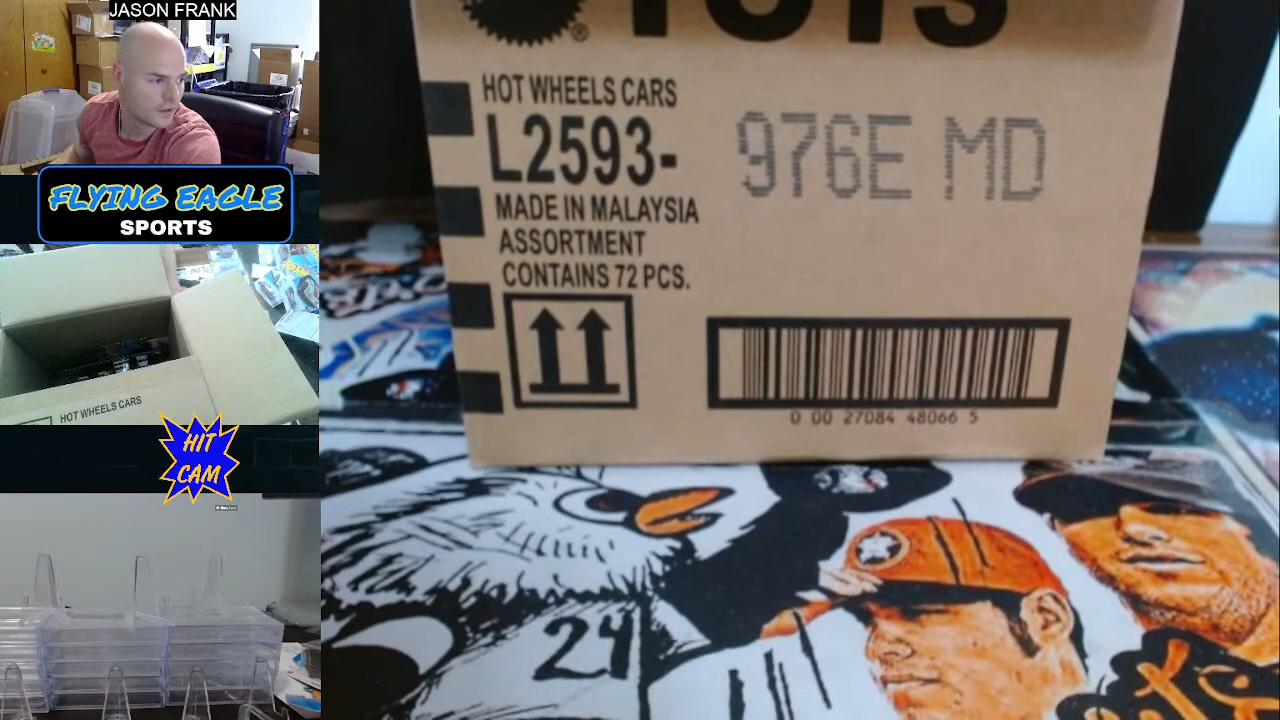 JASON FRANK
FLYING EAGLE
SPORTS
HOT WHEELS CARS
HIT
CAM
®
TOYS
HOT WHEELS CARS
L2593- 976E MD
MADE IN MALAYSIA
ASSORTMENT
CONTAINS 72 PCS.
0 00 27084 48066 5
24